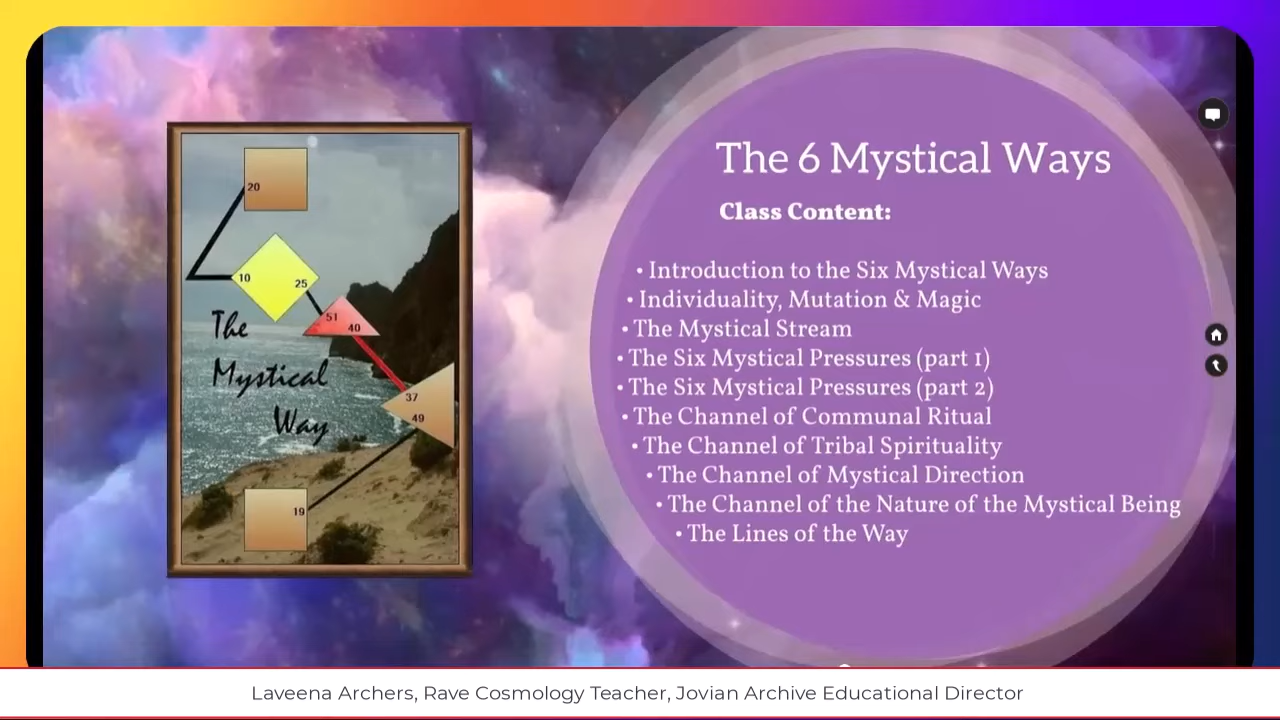 20
10
25
51
40
The
Mystical
Way
37
49
19
The 6 Mystical Ways
Class Content:
• Introduction to the Six Mystical Ways
• Individuality, Mutation & Magic
• The Mystical Stream
• The Six Mystical Pressures (part 1)
• The Six Mystical Pressures (part 2)
• The Channel of Communal Ritual
• The Channel of Tribal Spirituality
• The Channel of Mystical Direction
• The Channel of the Nature of the Mystical Being
• The Lines of the Way
Laveena Archers, Rave Cosmology Teacher, Jovian Archive Educational Director